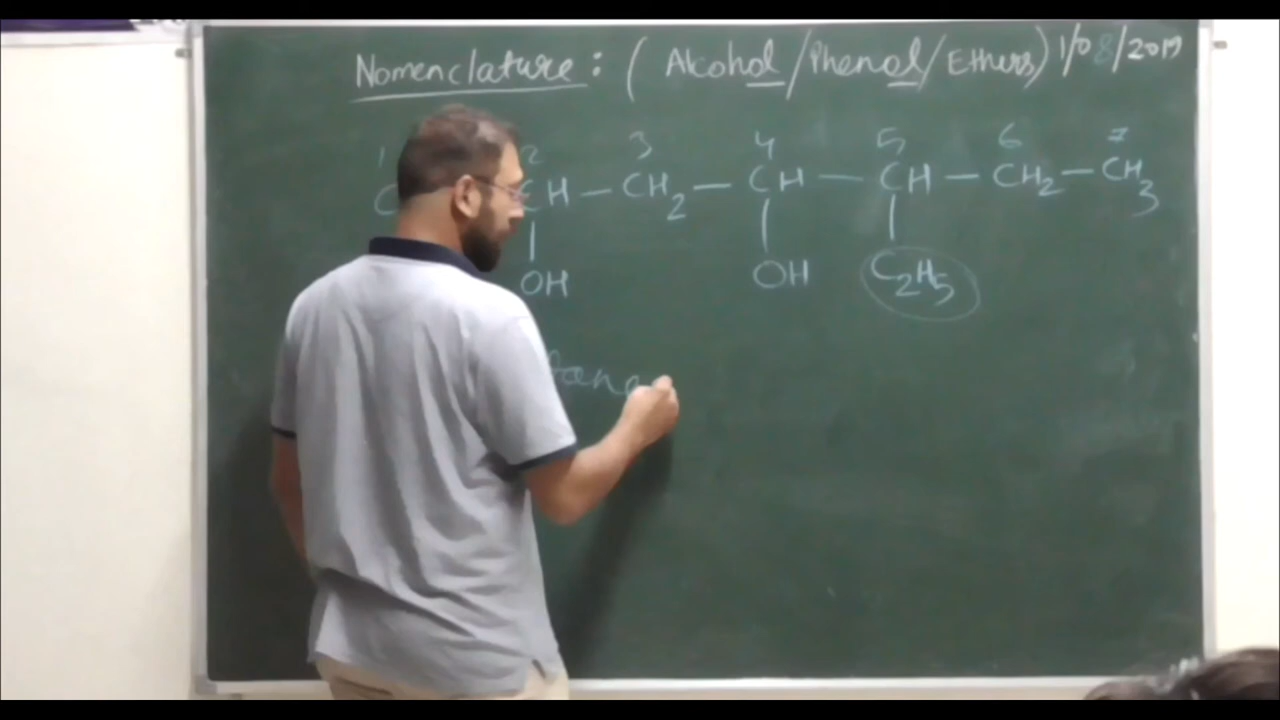 Nomenclature: ( Alcohol / Phenol / Ethers) 1/08/2019
1 2 3 4 5 6 7
C CH — CH2 — CH — CH — CH2 — CH3
OH OH C2H5